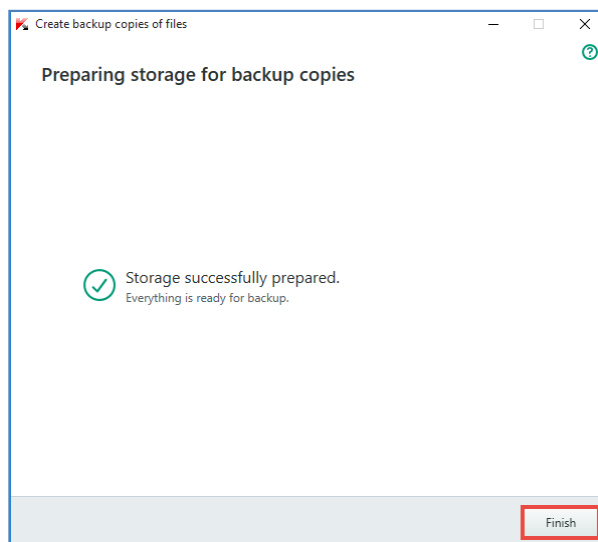 Create backup copies of files
Preparing storage for backup copies
Storage successfully prepared.
Everything is ready for backup.
Finish